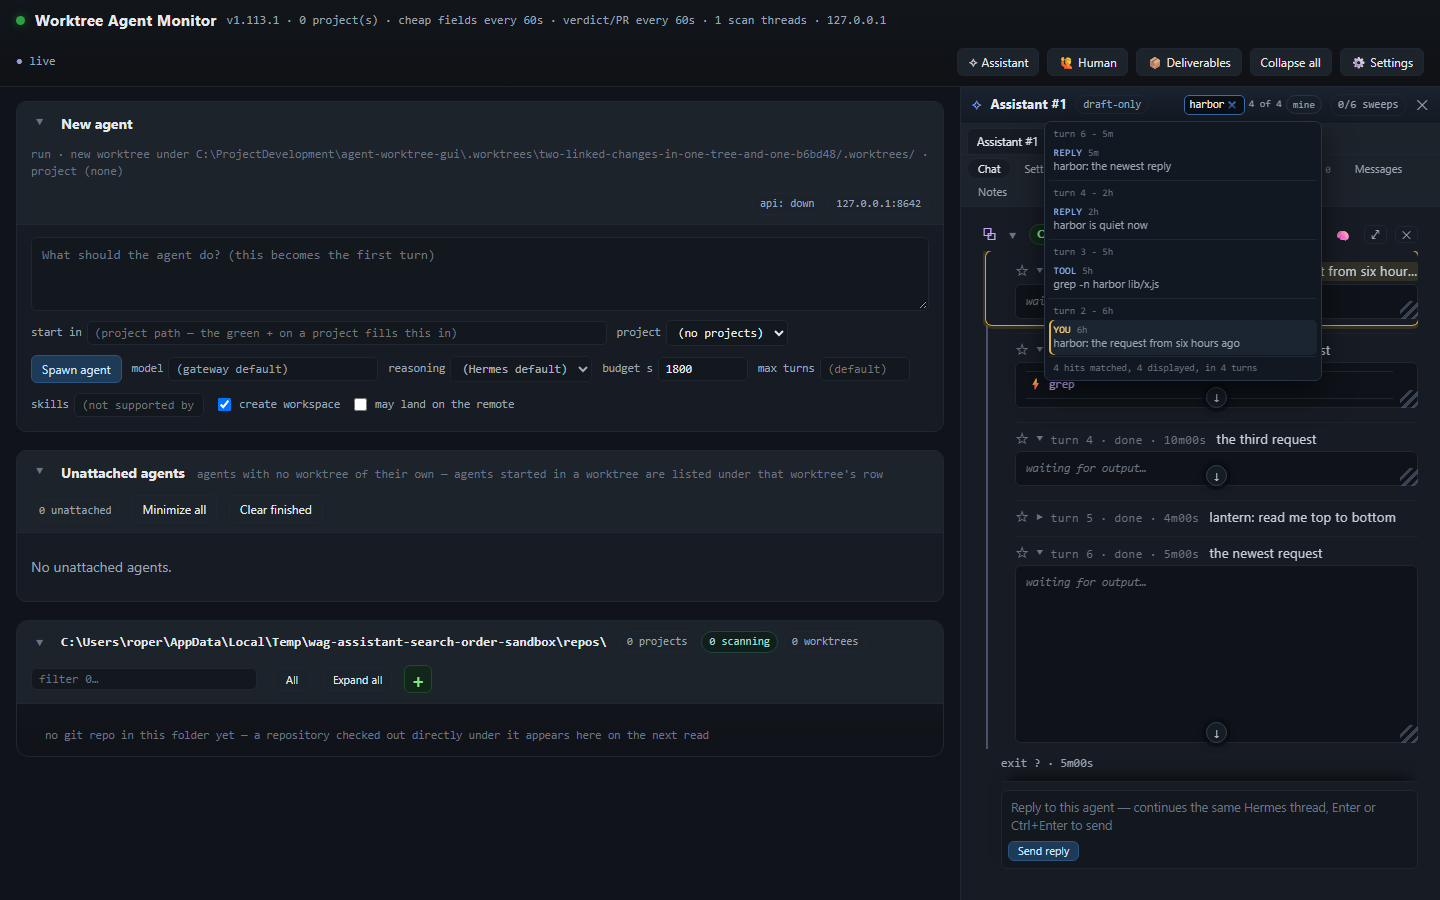 Worktree Agent Monitor v1.113.1 · 0 project(s) · cheap fields every 60s · verdict/PR every 60s · 1 scan threads · 127.0.0.1
live
Assistant
Human
Deliverables
Collapse all
Settings
New agent
run · new worktree under C:\ProjectDevelopment\agent-worktree-gui\.worktrees\two-linked-changes-in-one-tree-and-one-b6bd48/.worktrees/ ·
project (none)
api: down 127.0.0.1:8642
What should the agent do? (this becomes the first turn)
start in (project path — the green + on a project fills this in) project (no projects)
Spawn agent model (gateway default) reasoning (Hermes default) budget s 1800 max turns (default)
skills (not supported by create workspace may land on the remote
Unattached agents agents with no worktree of their own — agents started in a worktree are listed under that worktree's row
0 unattached Minimize all Clear finished
No unattached agents.
C:\Users\roper\AppData\Local\Temp\wag-assistant-search-order-sandbox\repos\ 0 projects 0 scanning 0 worktrees
filter 0… All Expand all +
no git repo in this folder yet — a repository checked out directly under it appears here on the next read
Assistant #1 draft-only harbor × 4 of 4 mine 0/6 sweeps ×
Assistant #1
Chat Sett 0 Messages
Notes
turn 6 - 5m
REPLY 5m
harbor: the newest reply
turn 4 - 2h
REPLY 2h
harbor is quiet now
turn 3 - 5h
TOOL 5h
grep -n harbor lib/x.js
turn 2 - 6h
YOU 6h
harbor: the request from six hours ago
4 hits matched, 4 displayed, in 4 turns
C
t from six hour…
wai
st
grep
turn 4 · done · 10m00s the third request
waiting for output…
turn 5 · done · 4m00s lantern: read me top to bottom
turn 6 · done · 5m00s the newest request
waiting for output…
exit ? · 5m00s
Reply to this agent — continues the same Hermes thread, Enter or
Ctrl+Enter to send
Send reply